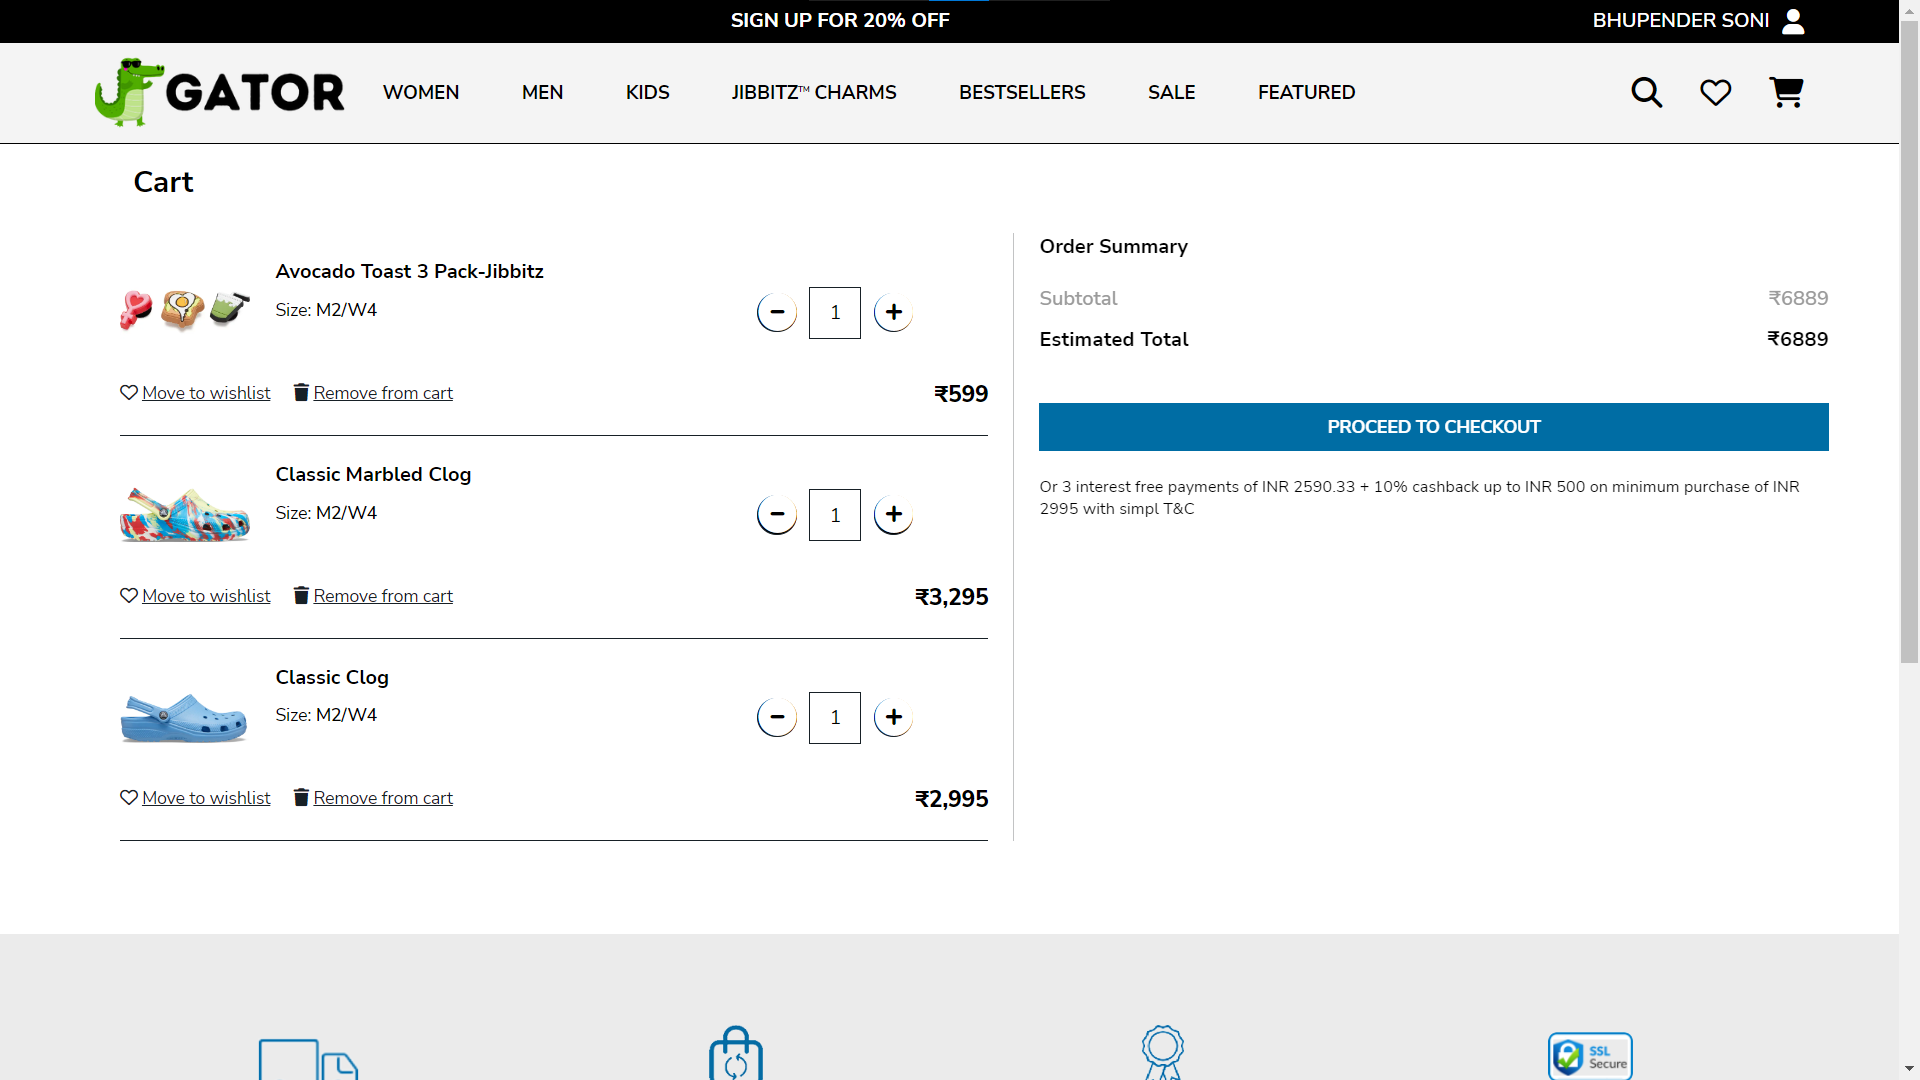 SIGN UP FOR 20% OFF
BHUPENDER SONI
GATOR
WOMEN
MEN
KIDS
JIBBITZ™ CHARMS
BESTSELLERS
SALE
FEATURED
Cart
Avocado Toast 3 Pack-Jibbitz
Size: M2/W4
1
Move to wishlist
Remove from cart
₹599
Classic Marbled Clog
Size: M2/W4
1
Move to wishlist
Remove from cart
₹3,295
Classic Clog
Size: M2/W4
1
Move to wishlist
Remove from cart
₹2,995
Order Summary
Subtotal ₹6889
Estimated Total ₹6889
PROCEED TO CHECKOUT
Or 3 interest free payments of INR 2590.33 + 10% cashback up to INR 500 on minimum purchase of INR
2995 with simpl T&C
SSL
Secure